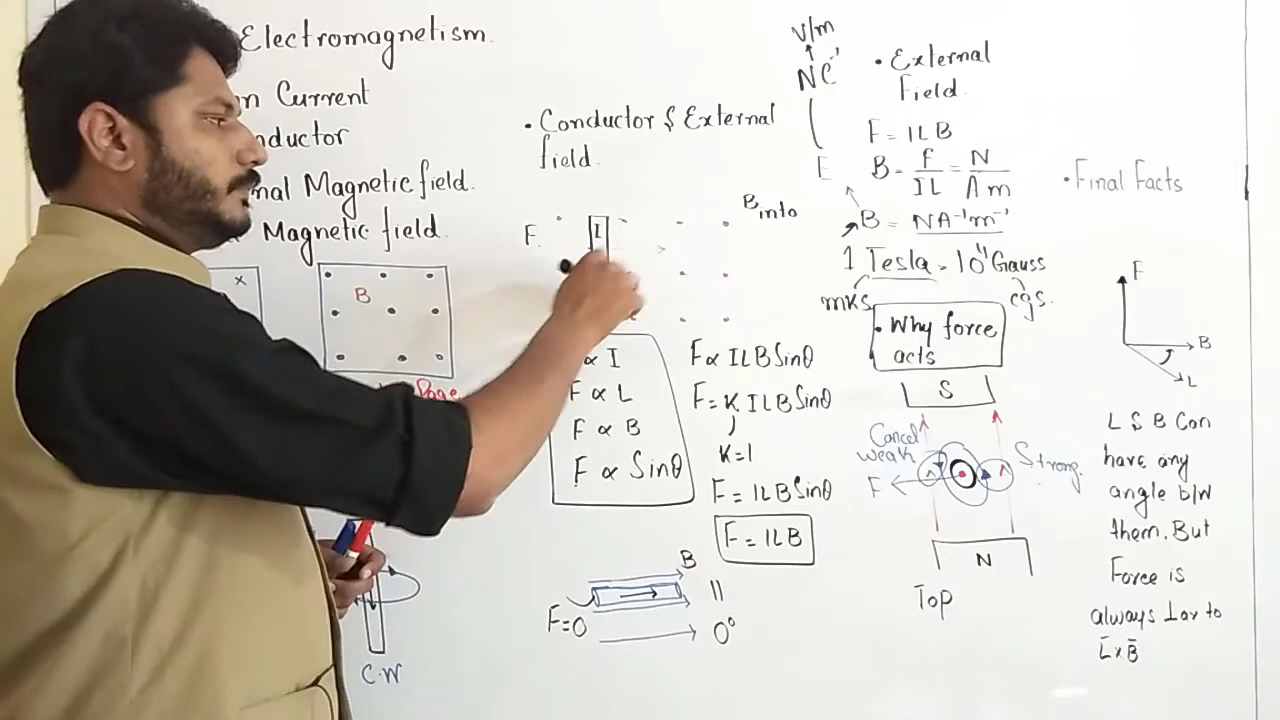 Electromagnetism.
on Current
nductor
nal Magnetic field.
Magnetic field.
x
B
Page
C.W
• Conductor & External
field.
B into
F.
I
∝ I
F ∝ L
F ∝ B
F ∝ Sinθ
F ∝ ILB Sinθ
F = K ILB Sinθ
K=1
F = ILB Sinθ
F = ILB
B
F=0
||
0°
V/m
NC⁻¹
E
• External
Field.
F = ILB
B = F/IL = N/Am
B = NA⁻¹m⁻¹
1 Tesla = 10⁴ Gauss
mks
cgs.
• Why force
acts
S
Cancel
weak
Strong.
F
N
Top
• Final Facts
F
B
L
L & B Can
have any
angle b/w
them. But
Force is
always ⊥ar to
L̄ x B̄